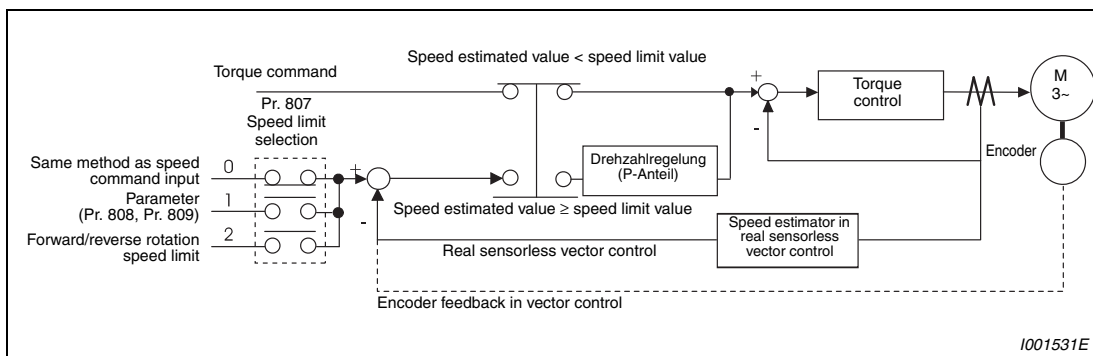 Speed estimated value < speed limit value
Torque command
Pr. 807
Speed limit
selection
Same method as speed
command input
0
Parameter
(Pr. 808, Pr. 809)
1
Forward/reverse rotation
speed limit
2
+
-
Speed estimated value ≥ speed limit value
Drehzahlregelung
(P-Anteil)
+
-
Torque
control
M
3~
Encoder
Real sensorless vector control
Speed estimator in
real sensorless
vector control
Encoder feedback in vector control
I001531E